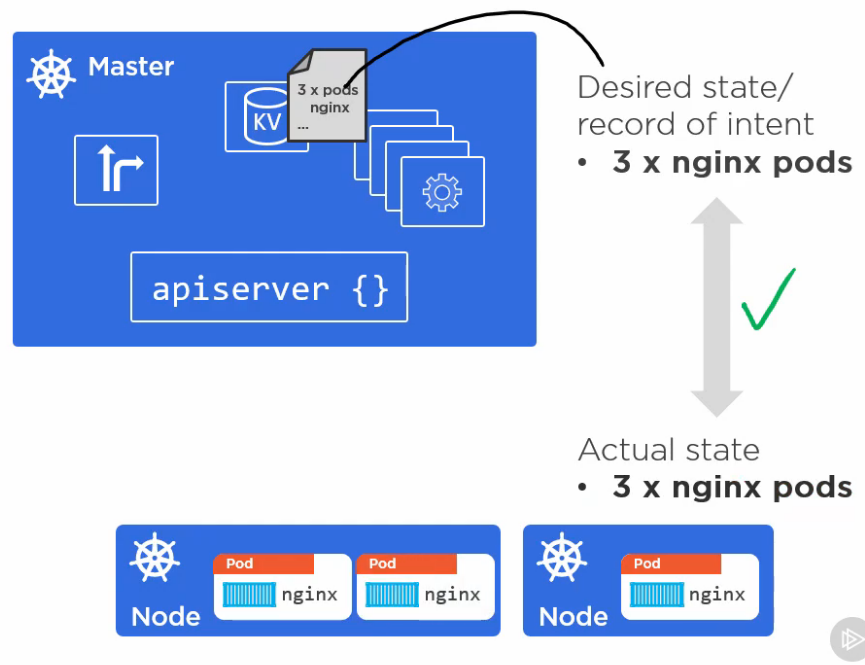 Master
3 x pods
nginx
...
KV
apiserver {}
Desired state/
record of intent
• 3 x nginx pods
Actual state
• 3 x nginx pods
Node
Pod
nginx
Pod
nginx
Node
Pod
nginx